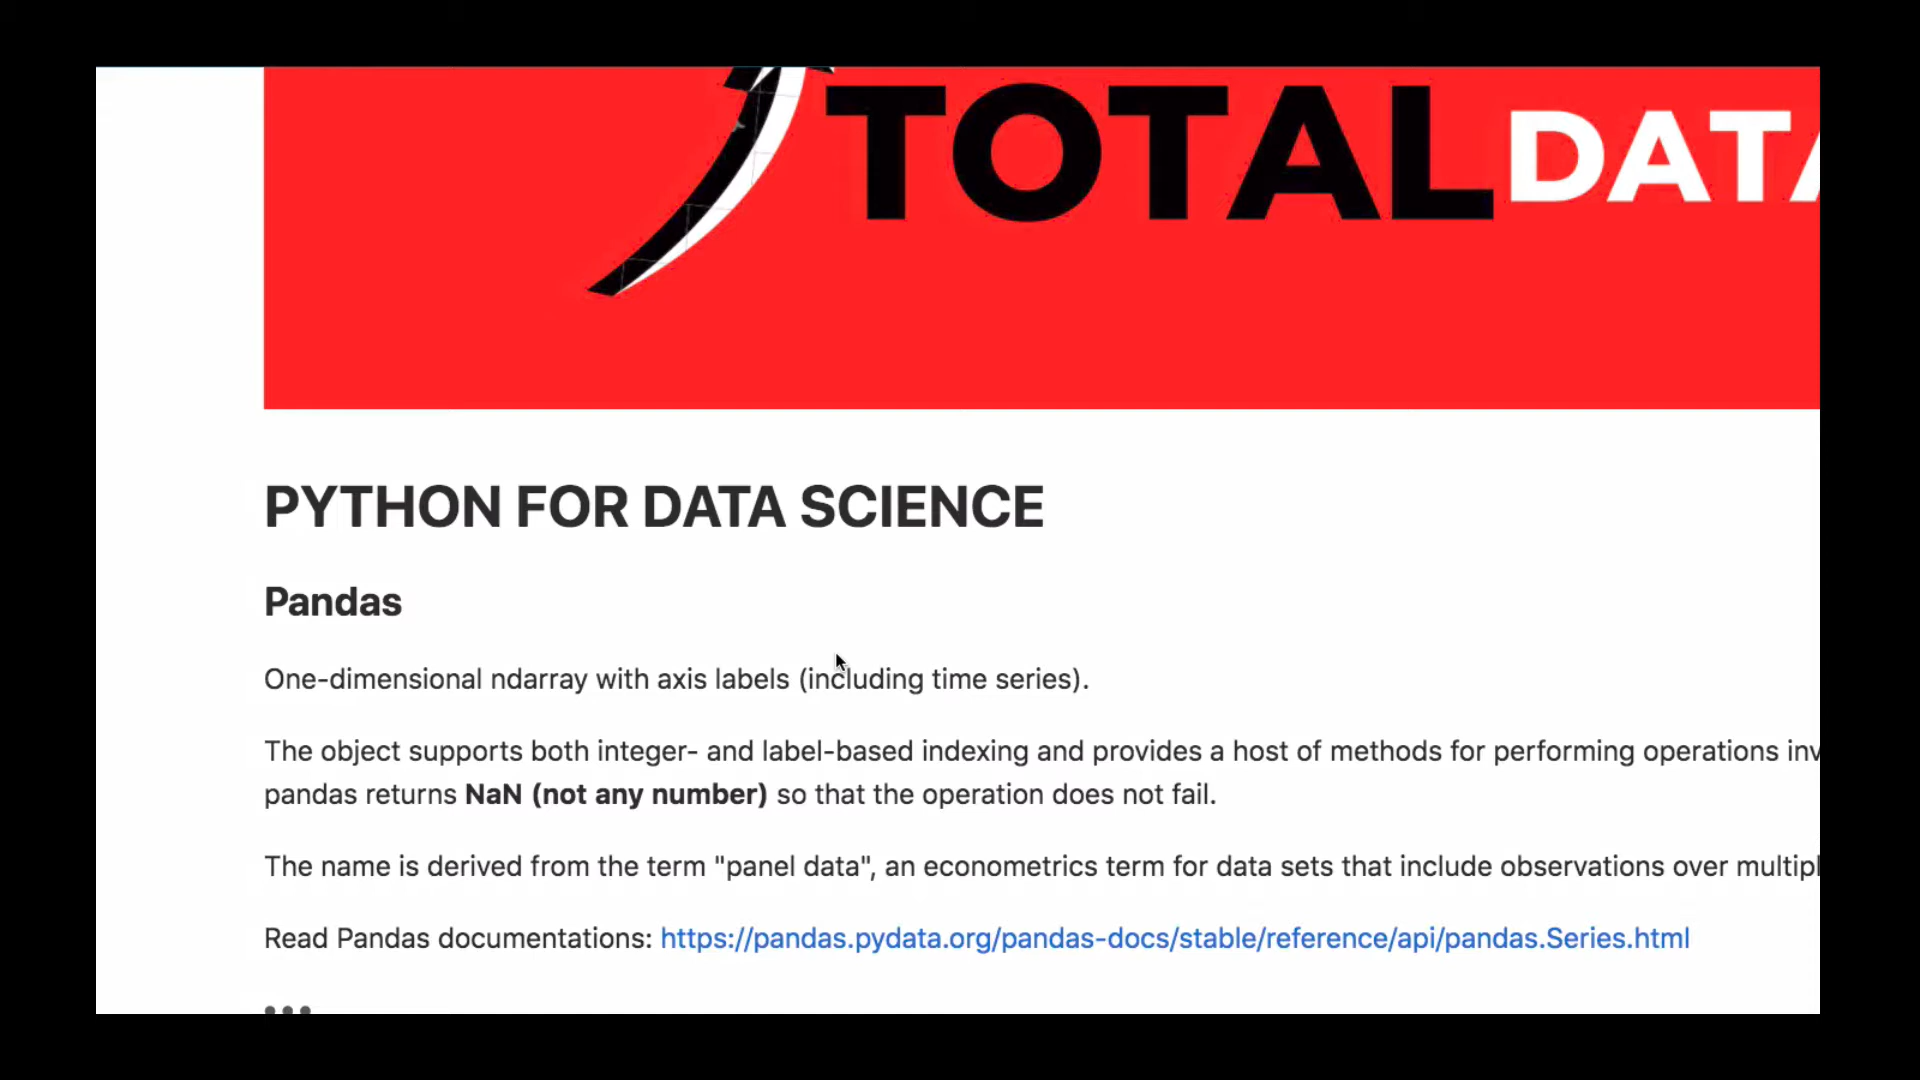 TOTAL DATA
PYTHON FOR DATA SCIENCE
Pandas
One-dimensional ndarray with axis labels (including time series).
The object supports both integer- and label-based indexing and provides a host of methods for performing operations inv
pandas returns NaN (not any number) so that the operation does not fail.
The name is derived from the term "panel data", an econometrics term for data sets that include observations over multipl
Read Pandas documentations: https://pandas.pydata.org/pandas-docs/stable/reference/api/pandas.Series.html